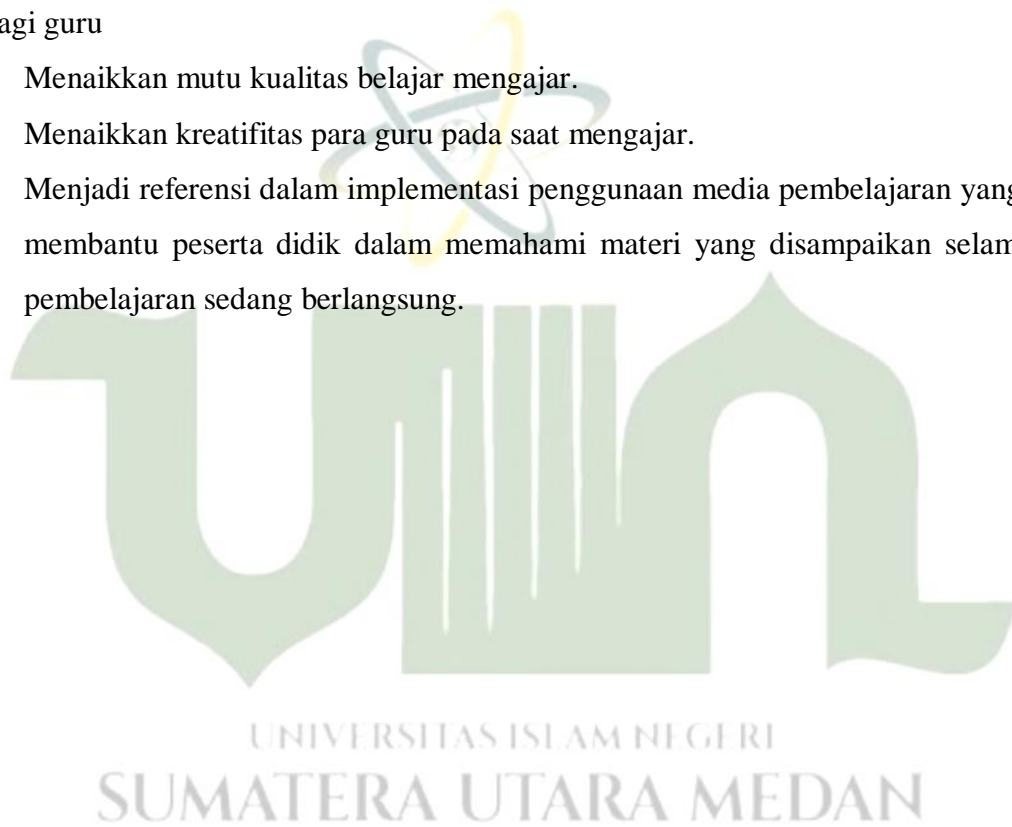 agi guru
Menaikkan mutu kualitas belajar mengajar.
Menaikkan kreatifitas para guru pada saat mengajar.
Menjadi referensi dalam implementasi penggunaan media pembelajaran yang
membantu peserta didik dalam memahami materi yang disampaikan selam
pembelajaran sedang berlangsung.
UNIVERSITAS ISLAM NEGERI
SUMATERA UTARA MEDAN